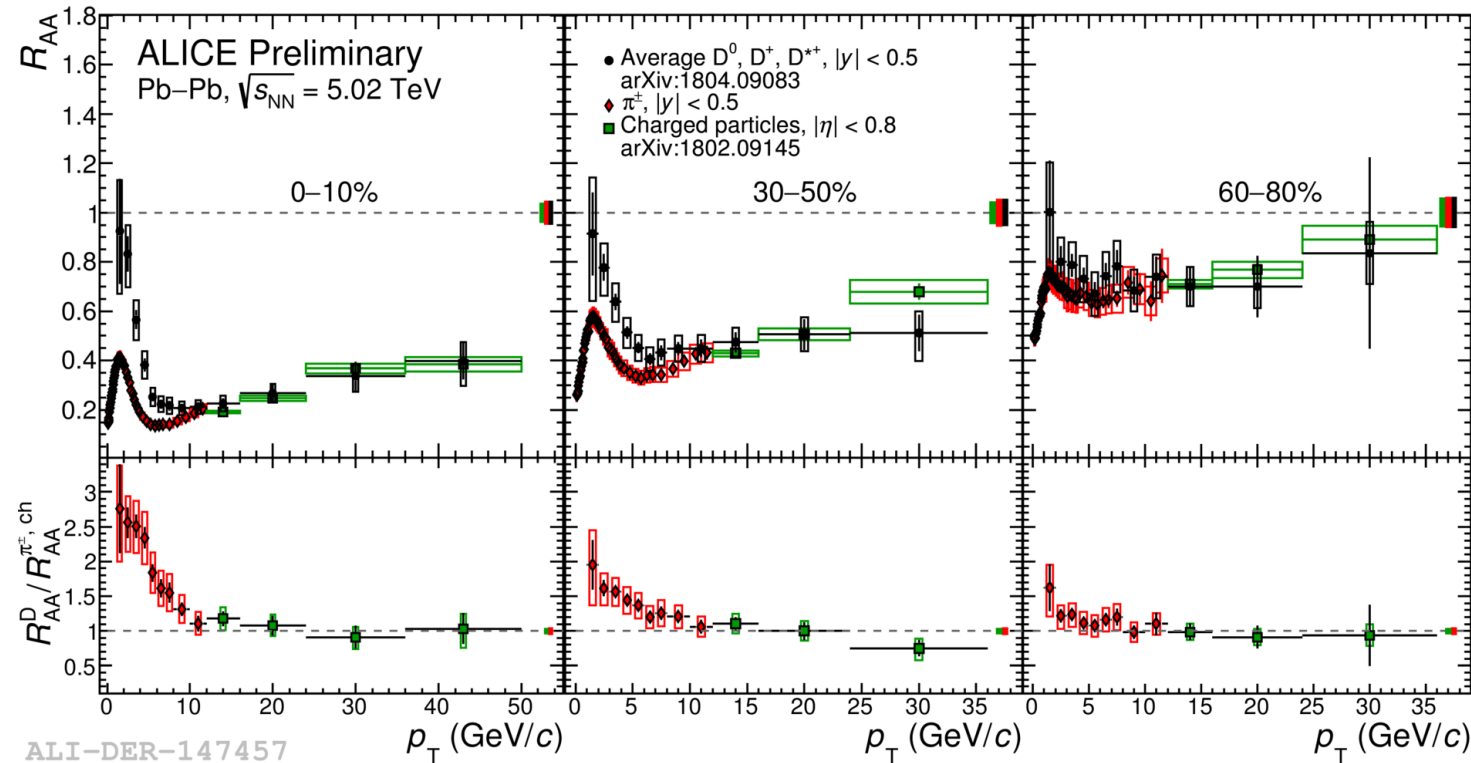 R_AA
1.8
1.6
1.4
1.2
1
0.8
0.6
0.4
0.2
ALICE Preliminary
Pb–Pb, √s_NN = 5.02 TeV
0–10%
● Average D⁰, D⁺, D*⁺, |y| < 0.5
arXiv:1804.09083
π±, |y| < 0.5
Charged particles, |η| < 0.8
arXiv:1802.09145
30–50%
60–80%
R_AA^D/R_AA^π±, ch
3
2.5
2
1.5
1
0.5
0 10 20 30 40 50
0 5 10 15 20 25 30 35
0 5 10 15 20 25 30 35
p_T (GeV/c)
p_T (GeV/c)
p_T (GeV/c)
ALI–DER–147457